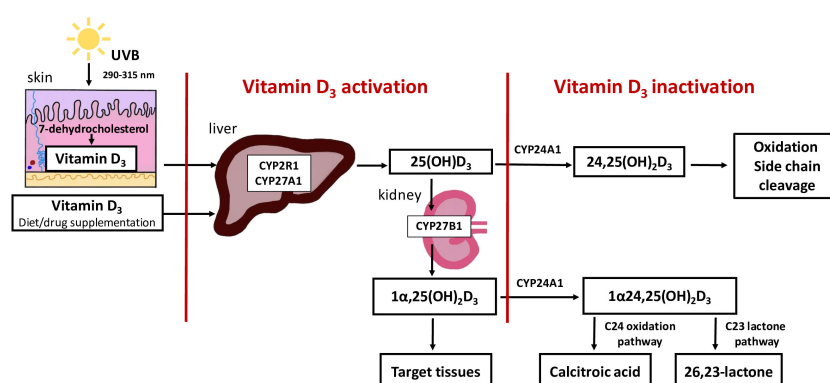 UVB
290-315 nm
skin
7-dehydrocholesterol
Vitamin D₃
Vitamin D₃
Diet/drug supplementation
Vitamin D₃ activation
liver
CYP2R1
CYP27A1
25(OH)D₃
kidney
CYP27B1
1α,25(OH)₂D₃
Target tissues
Vitamin D₃ inactivation
CYP24A1
24,25(OH)₂D₃
Oxidation
Side chain
cleavage
CYP24A1
1α24,25(OH)₂D₃
C24 oxidation
pathway
C23 lactone
pathway
Calcitroic acid
26,23-lactone